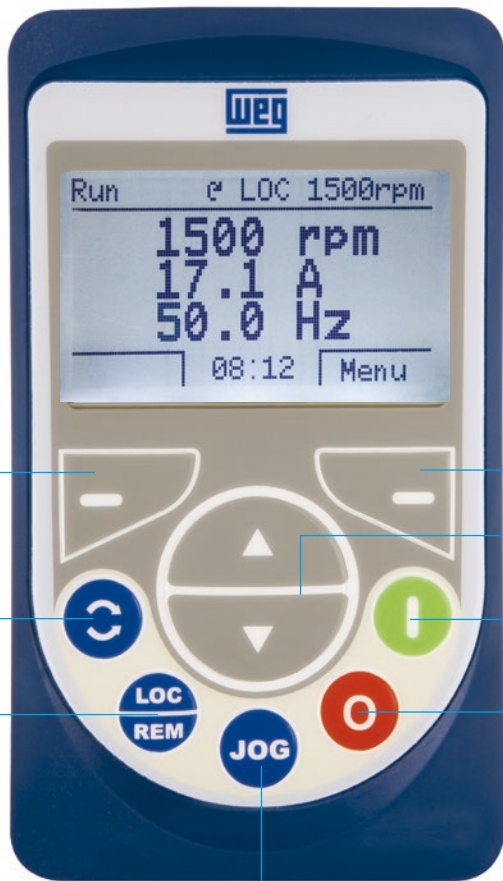 weg
Run LOC 1500rpm
1500 rpm
17.1 A
50.0 Hz
08:12 Menu
LOC
REM
JOG
I
O